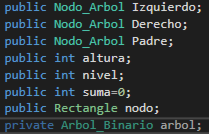 public Nodo_Arbol Izquierdo;
public Nodo_Arbol Derecho;
public Nodo_Arbol Padre;
public int altura;
public int nivel;
public int suma=0;
public Rectangle nodo;
private Arbol_Binario arbol;